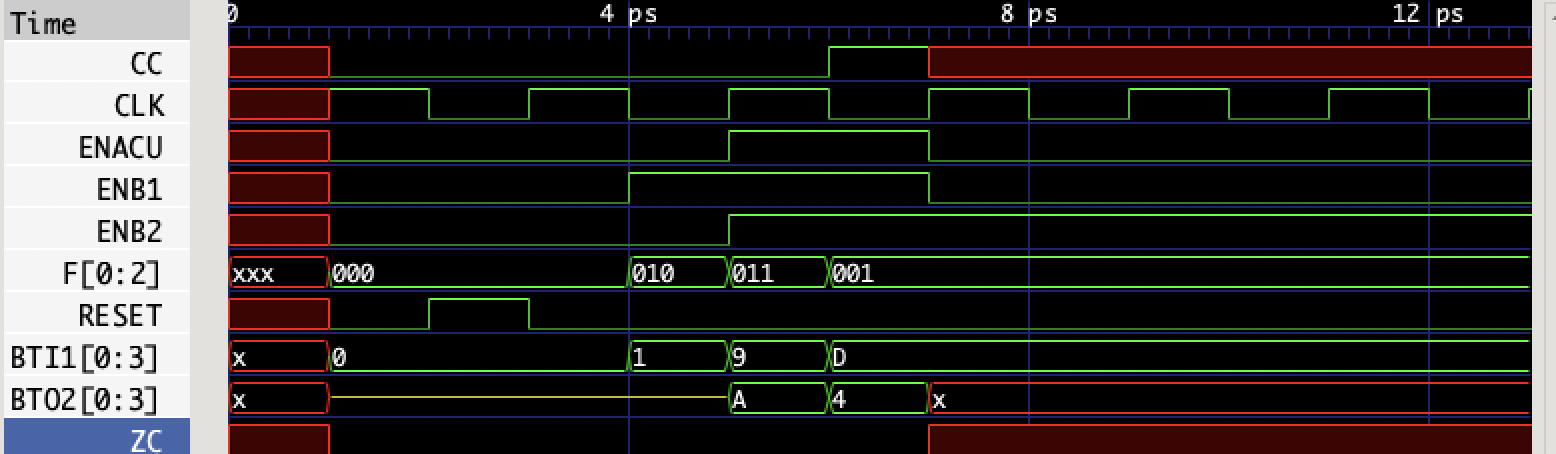 Time 0 4 ps 8 ps 12 ps
CC
CLK
ENACU
ENB1
ENB2
F[0:2] xxx 000 010 011 001
RESET
BTI1[0:3] x 0 1 9 D
BTO2[0:3] x A 4 x
ZC